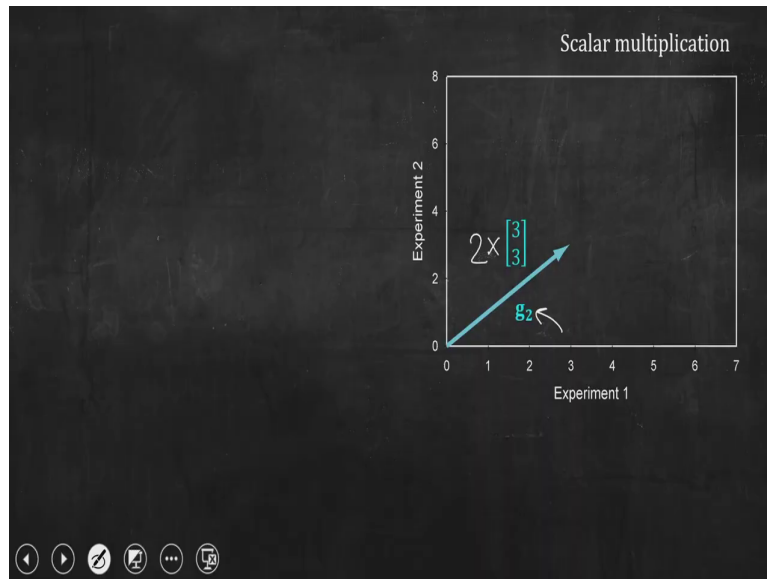 Scalar multiplication
8
6
4
2
0
Experiment 2
2× [3
3]
g₂
0 1 2 3 4 5 6 7
Experiment 1